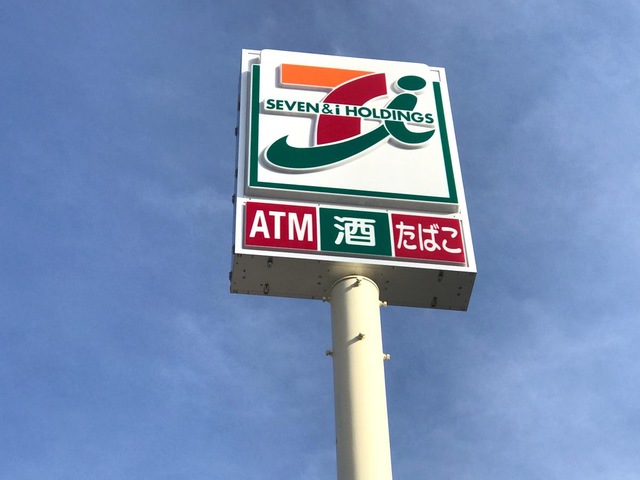 SEVEN&i HOLDINGS
ATM 酒 たばこ